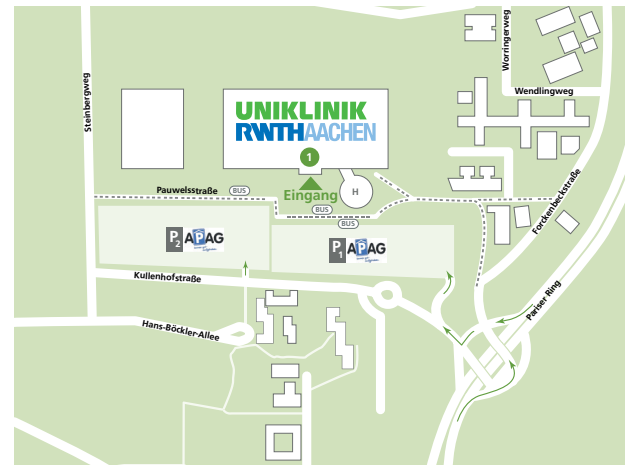 Worringerweg
Wendlingweg
Steinbergweg
UNIKLINIK
RWTHAACHEN
1
Eingang
H
Pauwelsstraße
BUS
BUS
BUS
Forckenbeckstraße
P2 APAG
P1 APAG
Kullenhofstraße
Hans-Böckler-Allee
Pariser Ring